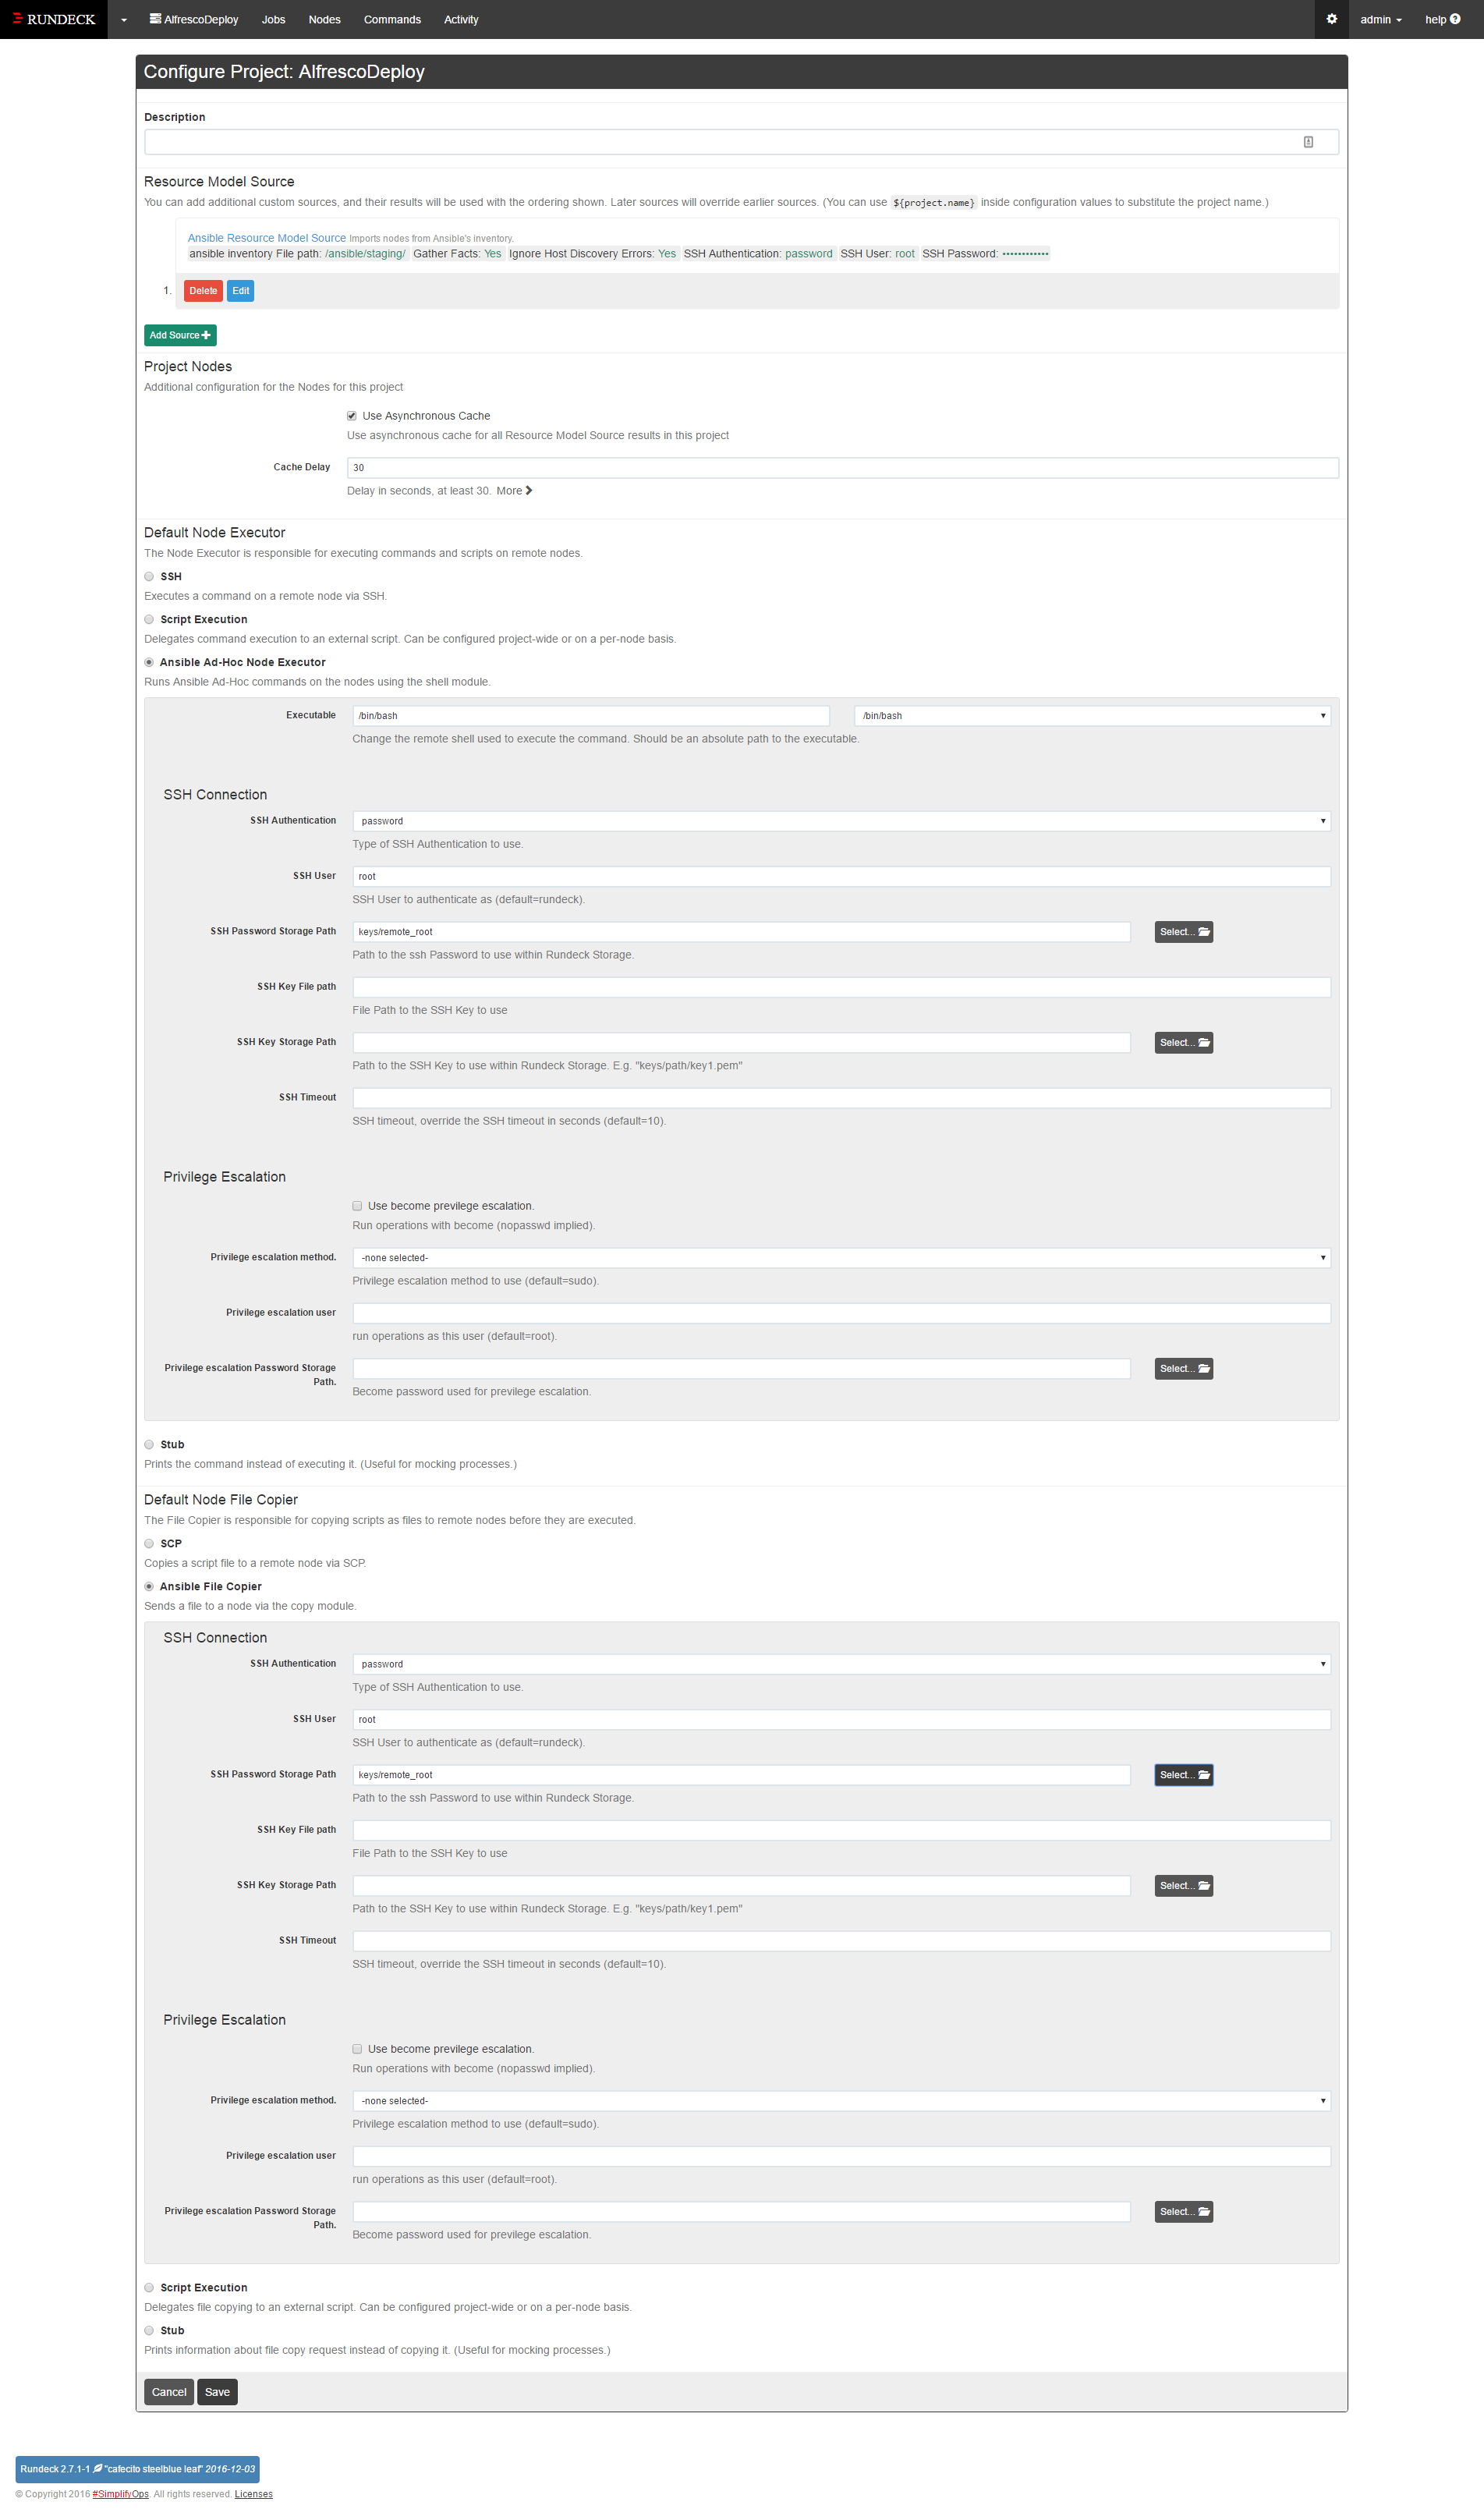 RUNDECK AlfrescoDeploy Jobs Nodes Commands Activity admin help
Configure Project: AlfrescoDeploy
Description
Resource Model Source
You can add additional custom sources, and their results will be used with the ordering shown. Later sources will override earlier sources. (You can use ${project.name} inside configuration values to substitute the project name.)
Ansible Resource Model Source Imports nodes from Ansible's inventory.
ansible inventory File path: /ansible/staging/ Gather Facts: Yes Ignore Host Discovery Errors: Yes SSH Authentication: password SSH User: root SSH Password: ••••••••••••
1. Delete Edit
Add Source
Project Nodes
Additional configuration for the Nodes for this project
Use Asynchronous Cache
Use asynchronous cache for all Resource Model Source results in this project
Cache Delay 30
Delay in seconds, at least 30. More
Default Node Executor
The Node Executor is responsible for executing commands and scripts on remote nodes.
SSH
Executes a command on a remote node via SSH.
Script Execution
Delegates command execution to an external script. Can be configured project-wide or on a per-node basis.
Ansible Ad-Hoc Node Executor
Runs Ansible Ad-Hoc commands on the nodes using the shell module.
Executable /bin/bash /bin/bash
Change the remote shell used to execute the command. Should be an absolute path to the executable.
SSH Connection
SSH Authentication password
Type of SSH Authentication to use.
SSH User root
SSH User to authenticate as (default=rundeck).
SSH Password Storage Path keys/remote_root Select...
Path to the ssh Password to use within Rundeck Storage.
SSH Key File path
File Path to the SSH Key to use
SSH Key Storage Path Select...
Path to the SSH Key to use within Rundeck Storage. E.g. "keys/path/key1.pem"
SSH Timeout
SSH timeout, override the SSH timeout in seconds (default=10).
Privilege Escalation
Use become previlege escalation.
Run operations with become (nopasswd implied).
Privilege escalation method. -none selected-
Privilege escalation method to use (default=sudo).
Privilege escalation user
run operations as this user (default=root).
Privilege escalation Password Storage Select...
Path.
Become password used for previlege escalation.
Stub
Prints the command instead of executing it. (Useful for mocking processes.)
Default Node File Copier
The File Copier is responsible for copying scripts as files to remote nodes before they are executed.
SCP
Copies a script file to a remote node via SCP.
Ansible File Copier
Sends a file to a node via the copy module.
SSH Connection
SSH Authentication password
Type of SSH Authentication to use.
SSH User root
SSH User to authenticate as (default=rundeck).
SSH Password Storage Path keys/remote_root Select...
Path to the ssh Password to use within Rundeck Storage.
SSH Key File path
File Path to the SSH Key to use
SSH Key Storage Path Select...
Path to the SSH Key to use within Rundeck Storage. E.g. "keys/path/key1.pem"
SSH Timeout
SSH timeout, override the SSH timeout in seconds (default=10).
Privilege Escalation
Use become previlege escalation.
Run operations with become (nopasswd implied).
Privilege escalation method. -none selected-
Privilege escalation method to use (default=sudo).
Privilege escalation user
run operations as this user (default=root).
Privilege escalation Password Storage Select...
Path.
Become password used for previlege escalation.
Script Execution
Delegates file copying to an external script. Can be configured project-wide or on a per-node basis.
Stub
Prints information about file copy request instead of copying it. (Useful for mocking processes.)
Cancel Save
Rundeck 2.7.1-1 "cafecito steelblue leaf" 2016-12-03
© Copyright 2016 #SimplifyOps. All rights reserved. Licenses